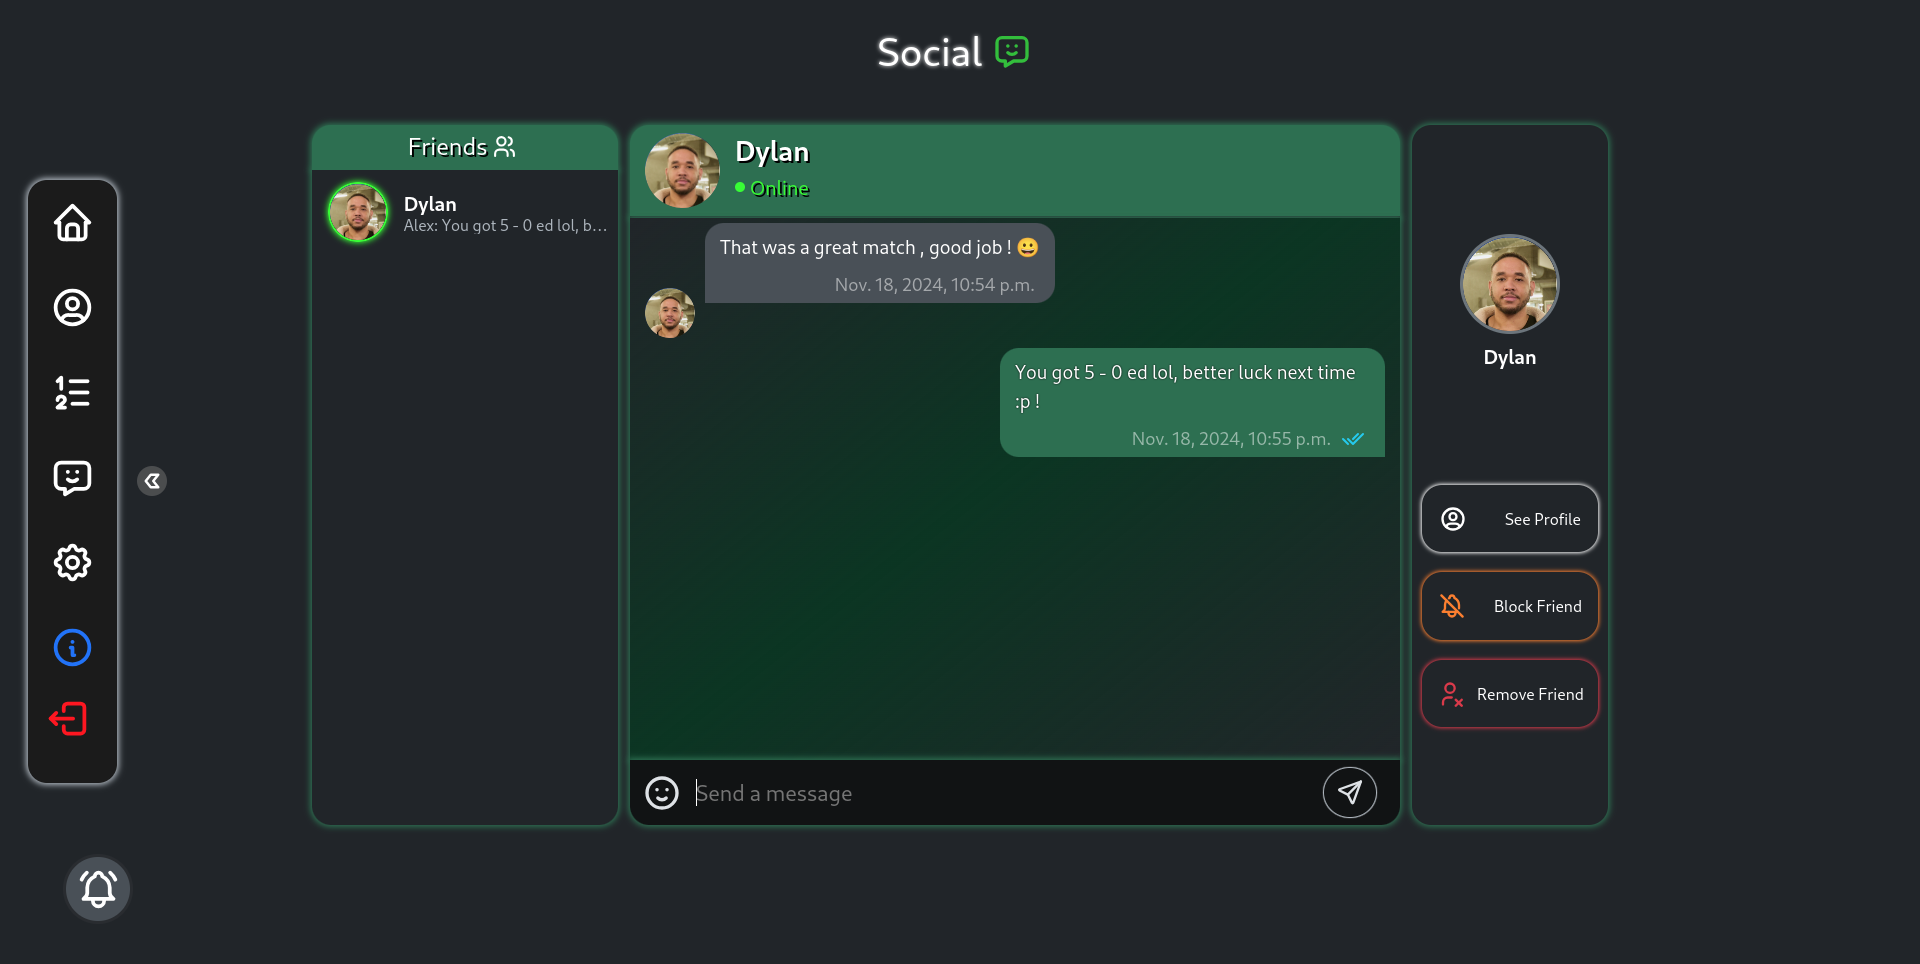 Social
Friends
Dylan
Alex: You got 5 - 0 ed lol, b...
Dylan
Online
That was a great match , good job ! 😀
Nov. 18, 2024, 10:54 p.m.
You got 5 - 0 ed lol, better luck next time
:p !
Nov. 18, 2024, 10:55 p.m.
Send a message
Dylan
See Profile
Block Friend
Remove Friend